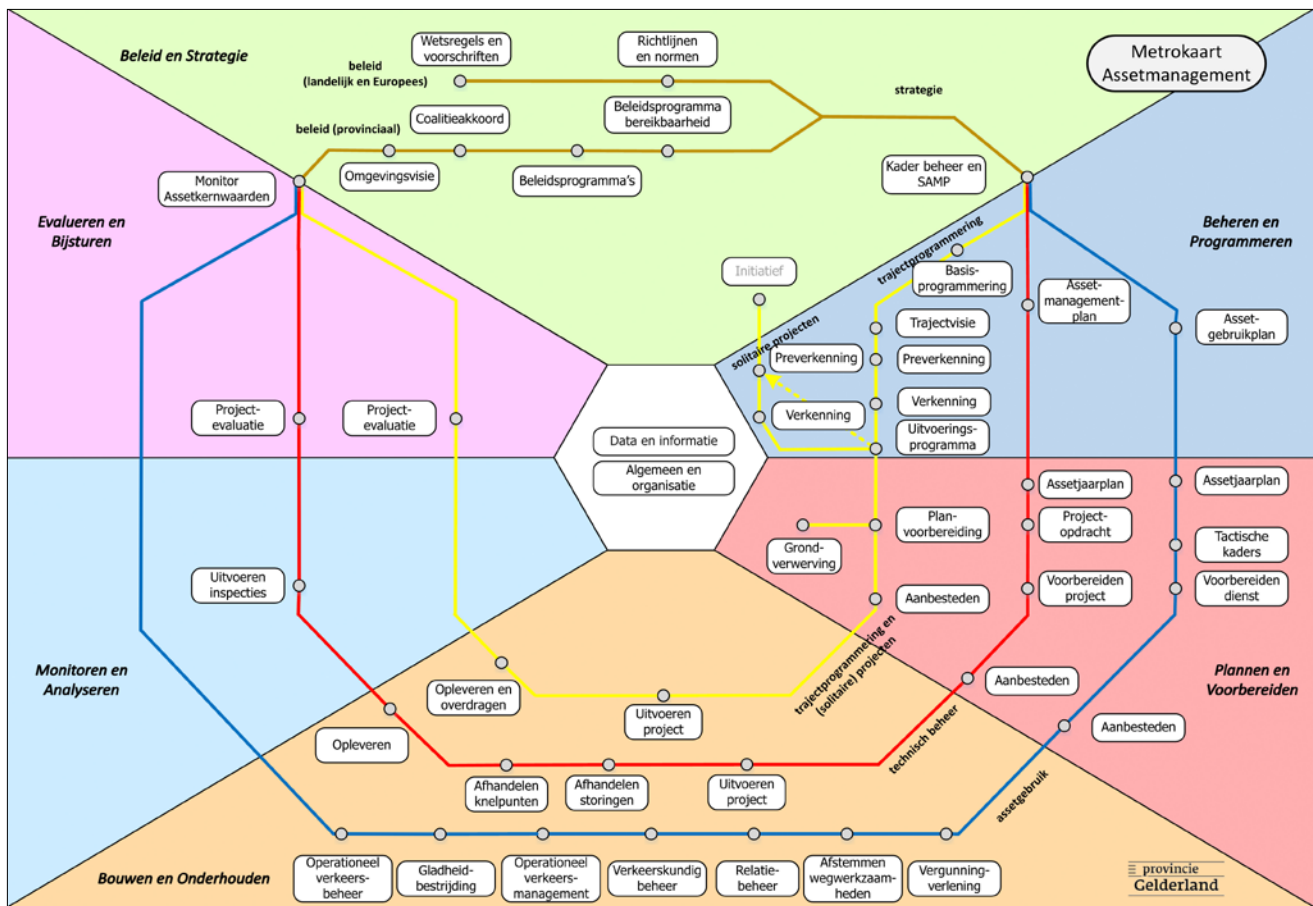 Beleid en Strategie
Wetsregels en
voorschriften
Richtlijnen
en normen
Metrokaart
Assetmanagement
beleid
(landelijk en Europees)
strategie
beleid (provinciaal)
Coalitieakkoord
Beleidsprogramma
bereikbaarheid
Omgevingsvisie
Beleidsprogramma's
Monitor
Assetkernwaarden
Kader beheer en
SAMP
Evalueren en
Bijsturen
Beheren en
Programmeren
trajectprogrammering
Initiatief
Basis-
programmering
Asset-
management-
plan
Asset-
gebruikplan
Trajectvisie
solitaire projecten
Preverkenning
Preverkenning
Verkenning
Verkenning
Project-
evaluatie
Project-
evaluatie
Uitvoerings-
programma
Data en informatie
Algemeen en
organisatie
Assetjaarplan
Assetjaarplan
Plan-
voorbereiding
Project-
opdracht
Grond-
verwerving
Tactische
kaders
Uitvoeren
inspecties
Aanbesteden
Voorbereiden
project
Voorbereiden
dienst
Monitoren en
Analyseren
trajectprogrammering en
(solitaire) projecten
Plannen en
Voorbereiden
Opleveren en
overdragen
Aanbesteden
Uitvoeren
project
Aanbesteden
Opleveren
technisch beheer
Afhandelen
knelpunten
Afhandelen
storingen
Uitvoeren
project
assetgebruik
Bouwen en Onderhouden
Operationeel
verkeers-
beheer
Gladheid-
bestrijding
Operationeel
verkeers-
management
Verkeerskundig
beheer
Relatie-
beheer
Afstemmen
wegwerkzaam-
heden
Vergunning-
verlening
provincie
Gelderland